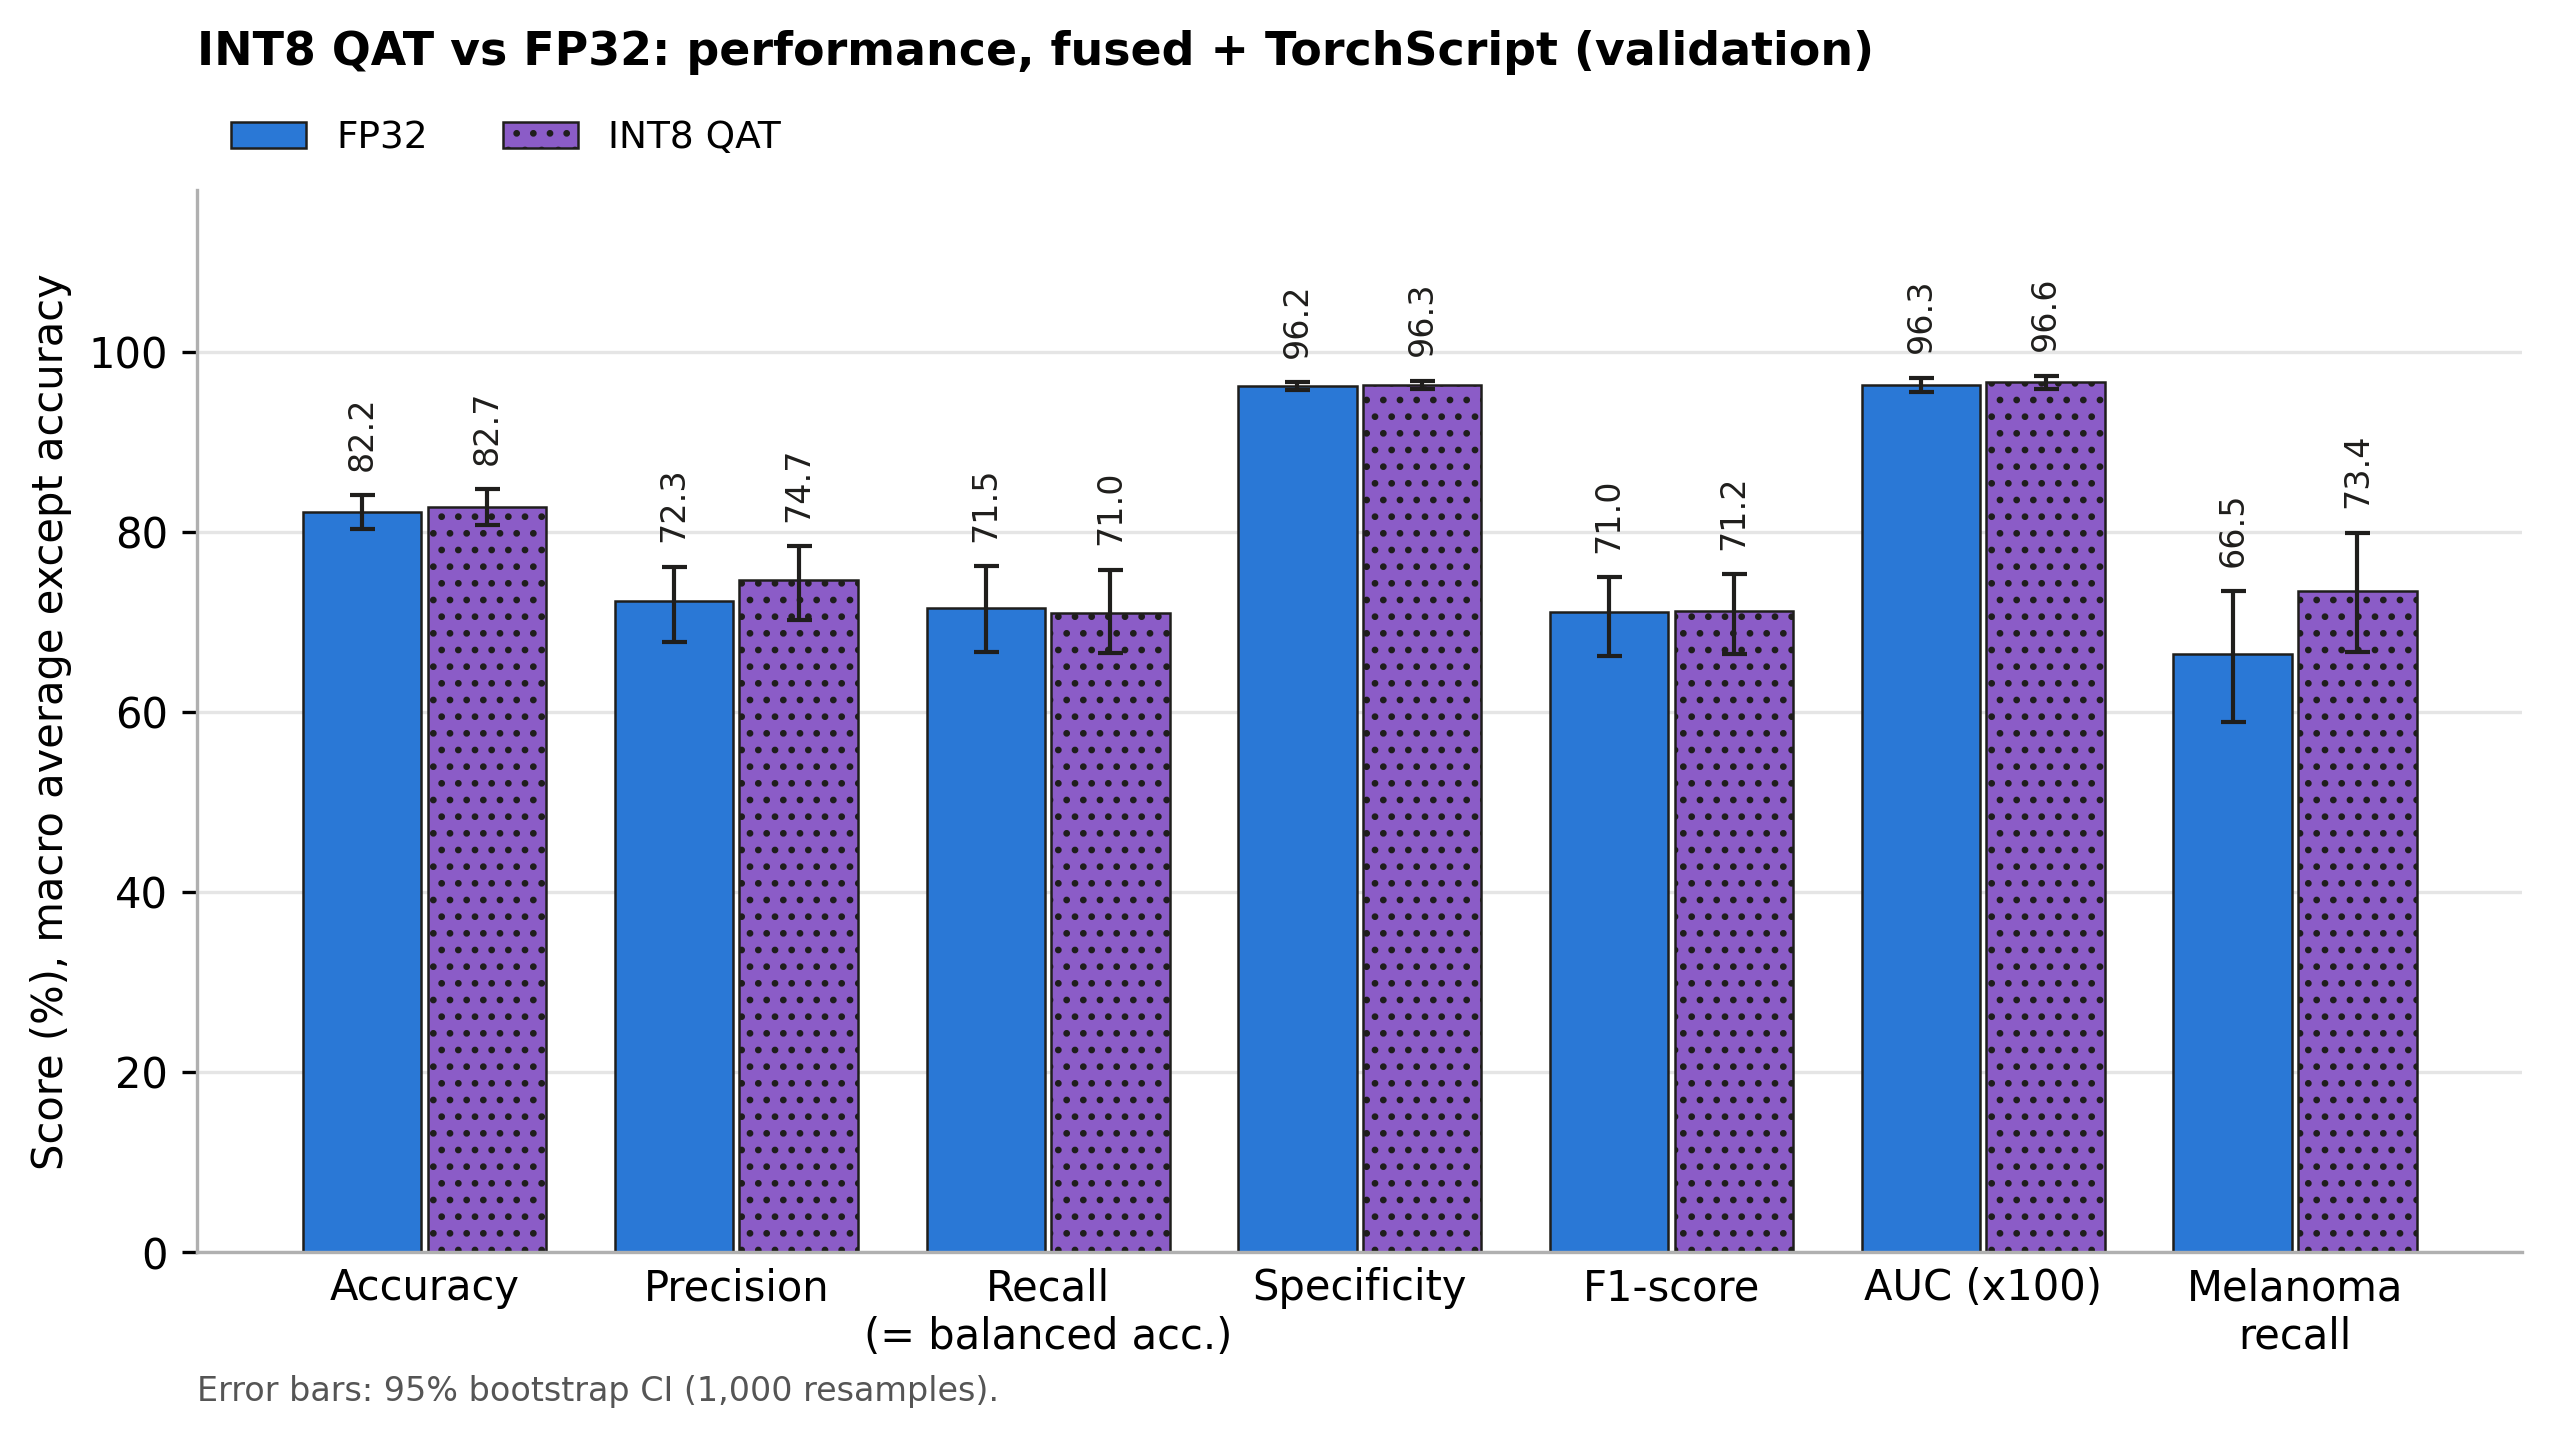 INT8 QAT vs FP32: performance, fused + TorchScript (validation)
FP32
INT8 QAT
Score (%), macro average except accuracy
100
80
60
40
20
0
82.2
82.7
72.3
74.7
71.5
71.0
96.2
96.3
71.0
71.2
96.3
96.6
66.5
73.4
Accuracy
Precision
Recall
(= balanced acc.)
Specificity
F1-score
AUC (x100)
Melanoma
recall
Error bars: 95% bootstrap CI (1,000 resamples).